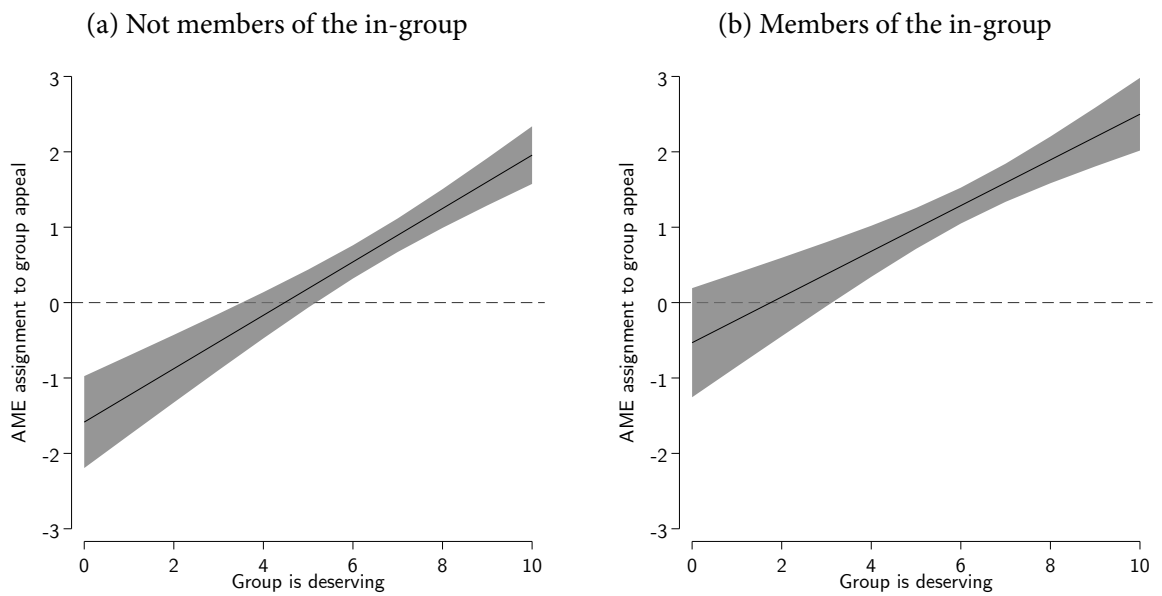 (a) Not members of the in-group
3
2
1
0
-1
-2
-3
AME assignment to group appeal
0 2 4 6 8 10
Group is deserving
(b) Members of the in-group
3
2
1
0
-1
-2
-3
AME assignment to group appeal
0 2 4 6 8 10
Group is deserving